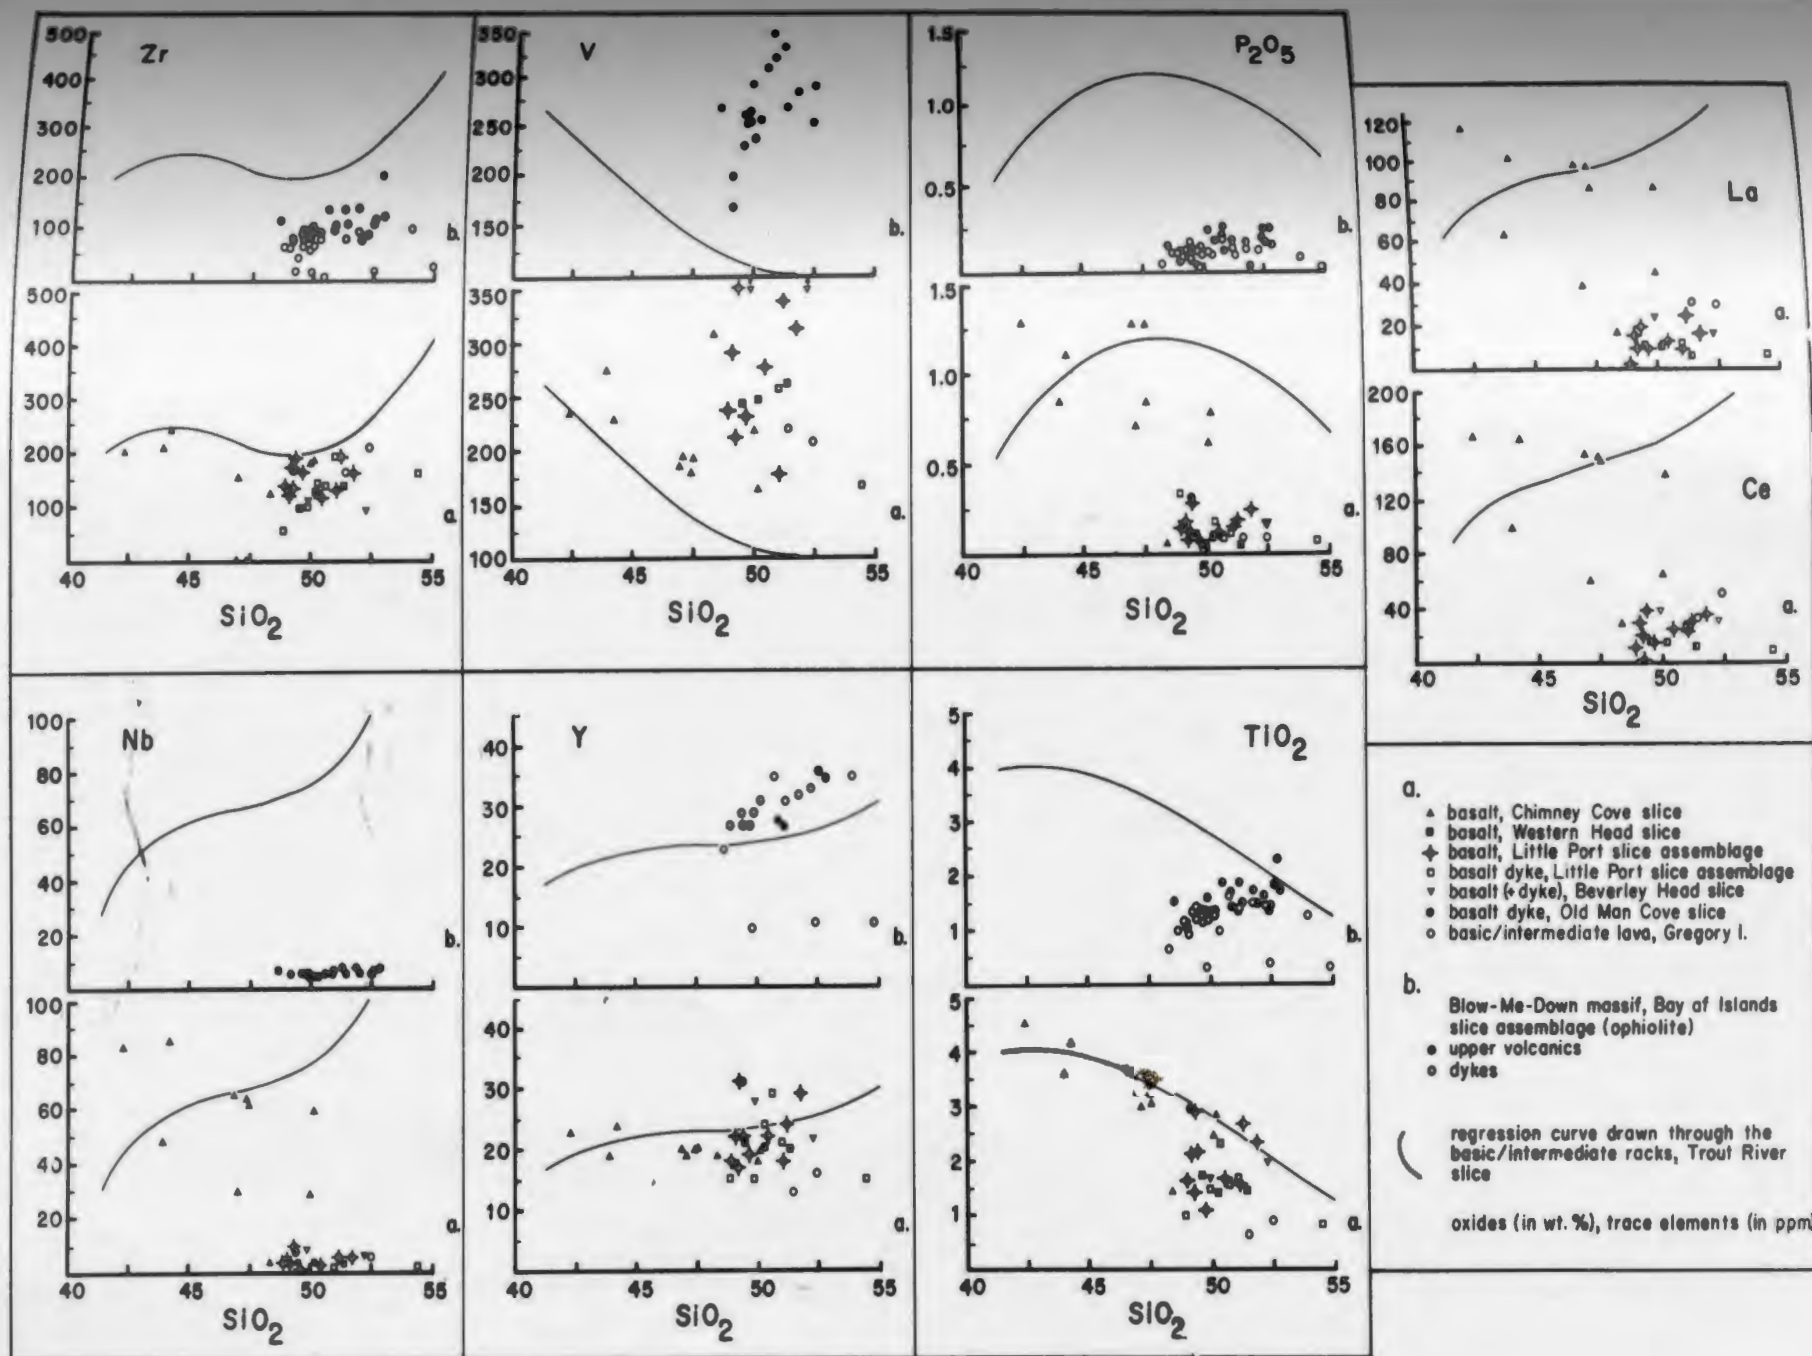 Zr
500
400
300
200
100
b.
500
400
300
200
100
a.
40 45 50 55
SiO2
V
350
300
250
200
150
b.
350
300
250
200
150
100
a.
40 45 50 55
SiO2
P2O5
1.5
1.0
0.5
b.
1.5
1.0
0.5
a.
40 45 50 55
SiO2
La
120
100
80
60
40
20
a.
Ce
200
160
120
80
40
a.
40 45 50 55
SiO2
Nb
100
80
60
40
20
b.
100
80
60
40
20
a.
40 45 50 55
SiO2
Y
40
30
20
10
b.
40
30
20
10
a.
40 45 50 55
SiO2
TiO2
5
4
3
2
1
b.
5
4
3
2
1
a.
40 45 50 55
SiO2
a.
basalt, Chimney Cove slice
basalt, Western Head slice
basalt, Little Port slice assemblage
basalt dyke, Little Port slice assemblage
basalt (+ dyke), Beverley Head slice
basalt dyke, Old Man Cove slice
basic/intermediate lava, Gregory I.
b.
Blow-Me-Down massif, Bay of Islands
slice assemblage (ophiolite)
upper volcanics
dykes
regression curve drawn through the
basic/intermediate rocks, Trout River
slice
oxides (in wt. %), trace elements (in ppm)